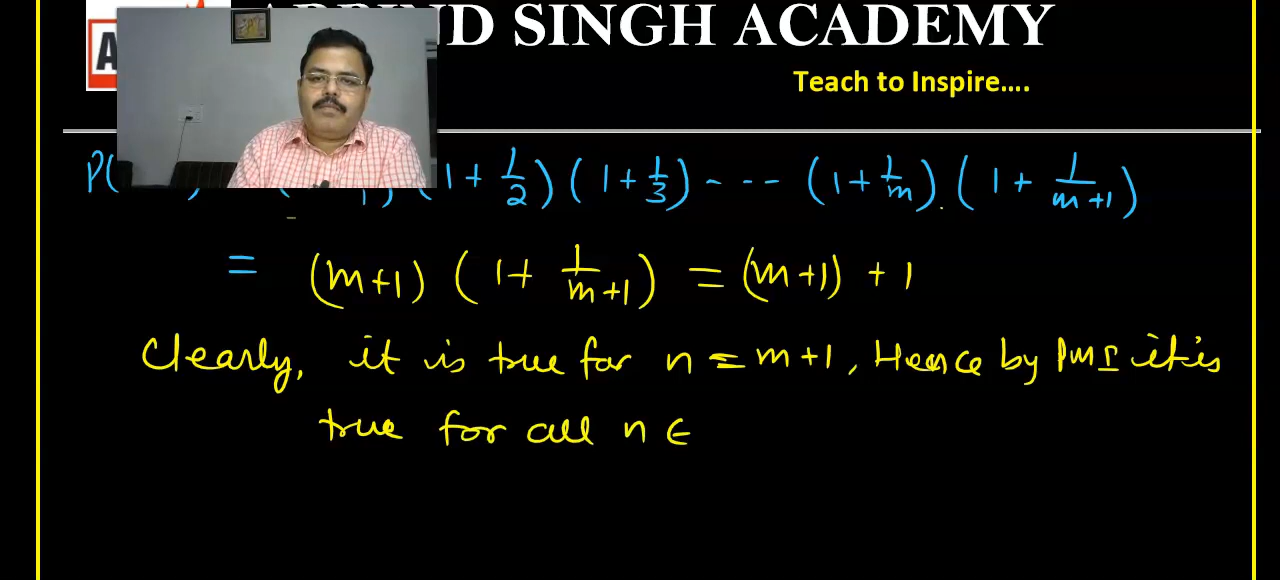 A
IND SINGH ACADEMY
Teach to Inspire....
P( ) (1 + 1/2) ( 1 + 1/3) - - - - (1 + 1/m) . ( 1 + 1/(m+1) )
= (m+1) ( 1 + 1/(m+1) ) = (m+1) + 1
Clearly, it is true for n = m+1, Hence by PMI it is
true for all n ∈